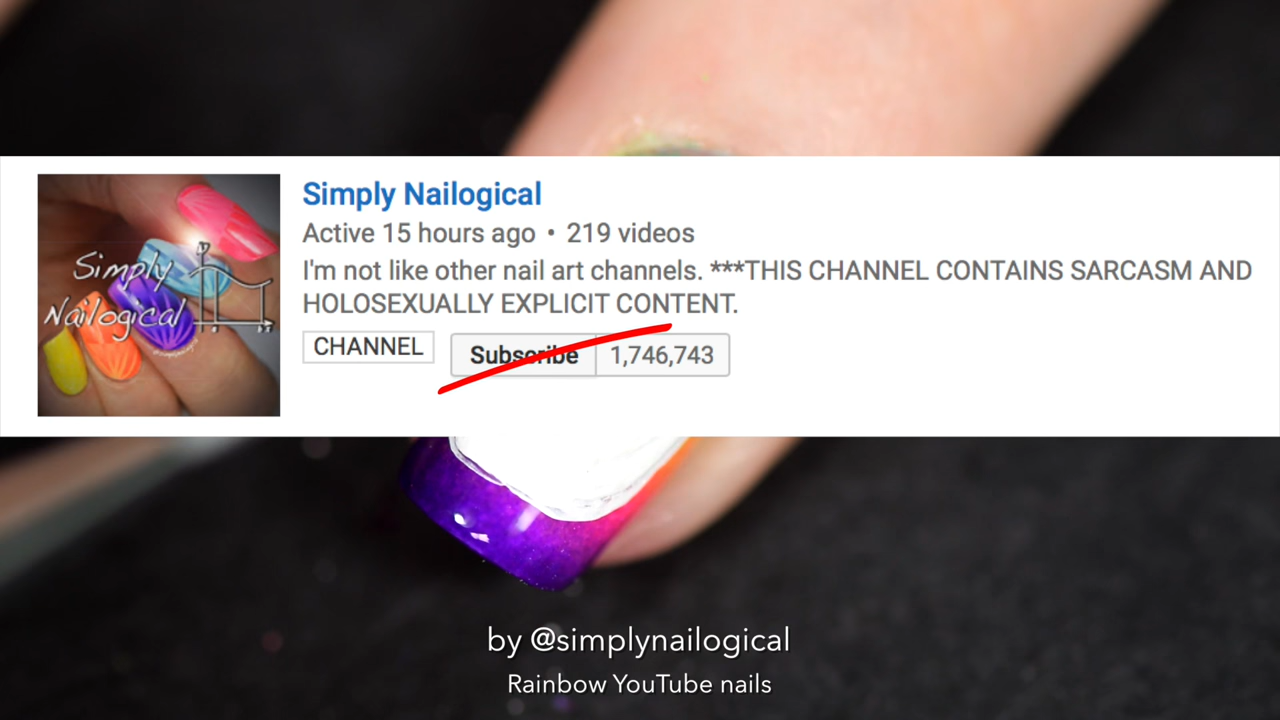 Simply
Nailogical
Simply Nailogical
Active 15 hours ago • 219 videos
I'm not like other nail art channels. ***THIS CHANNEL CONTAINS SARCASM AND
HOLOSEXUALLY EXPLICIT CONTENT.
CHANNEL
Subscribe 1,746,743
by @simplynailogical
Rainbow YouTube nails